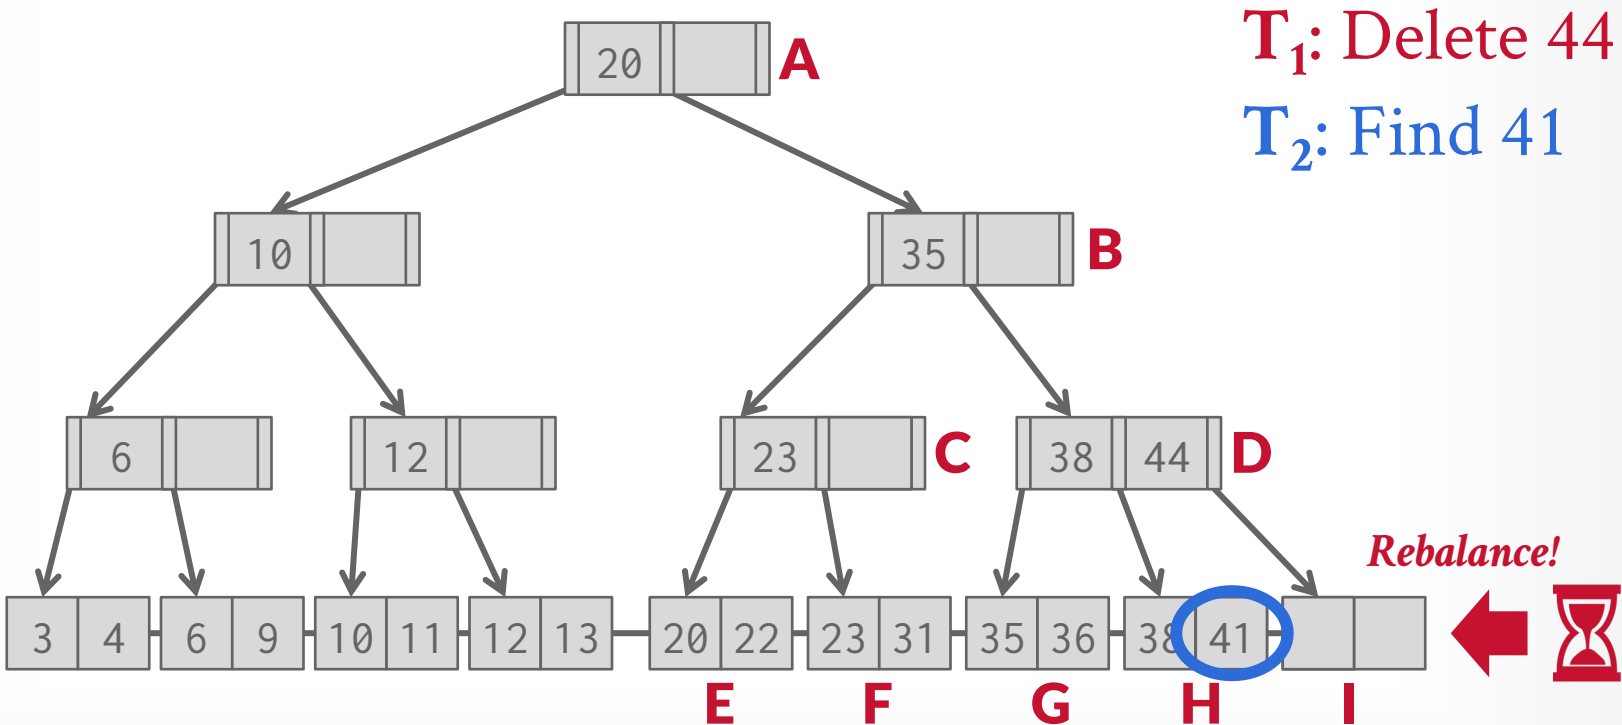 T1: Delete 44
T2: Find 41
20 A
10 35 B
6 12 23 C 38 44 D
Rebalance!
3 4 6 9 10 11 12 13 20 22 23 31 35 36 38 41
E F G H I